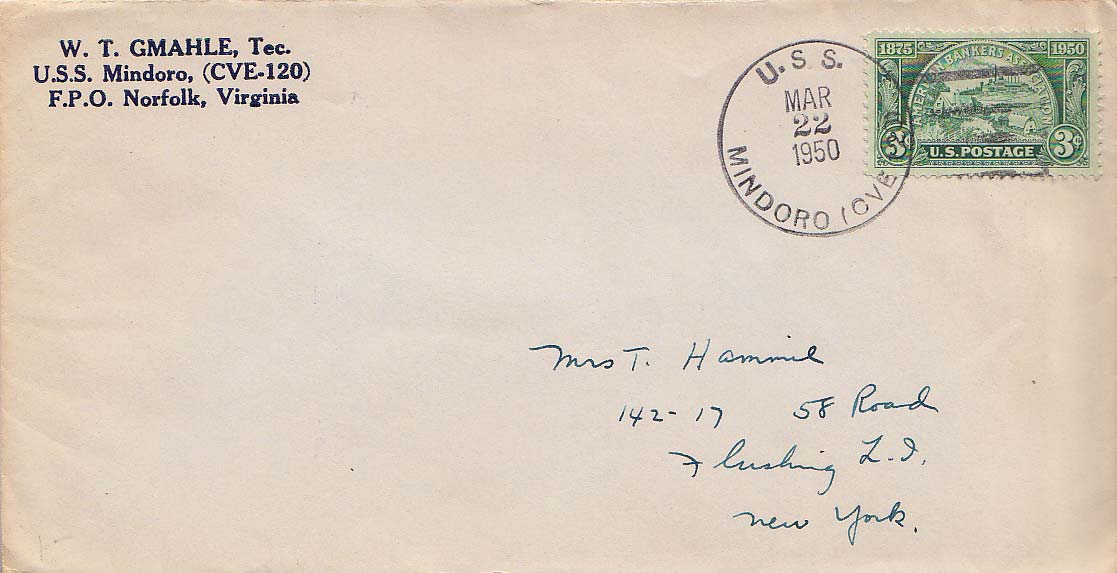 W. T. GMAHLE, Tec.
U.S.S. Mindoro, (CVE-120)
F.P.O. Norfolk, Virginia
U. S. S.
MAR
22
1950
MINDORO (CVE
1875 1950
AMERICAN BANKERS ASSOCIATION
3¢ U.S. POSTAGE 3¢
Mrs T. Hammil
142-17 58 Road
Flushing L.I.
New York.